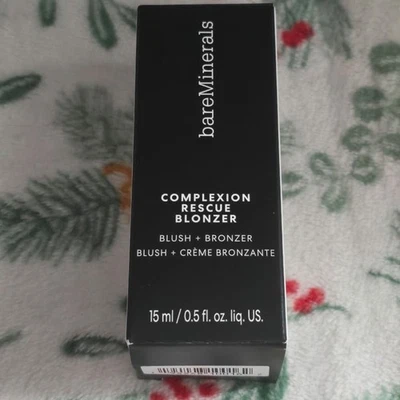 bareMinerals
COMPLEXION
RESCUE
BLONZER
BLUSH + BRONZER
BLUSH + CRÈME BRONZANTE
15 ml / 0.5 fl. oz. liq. US.